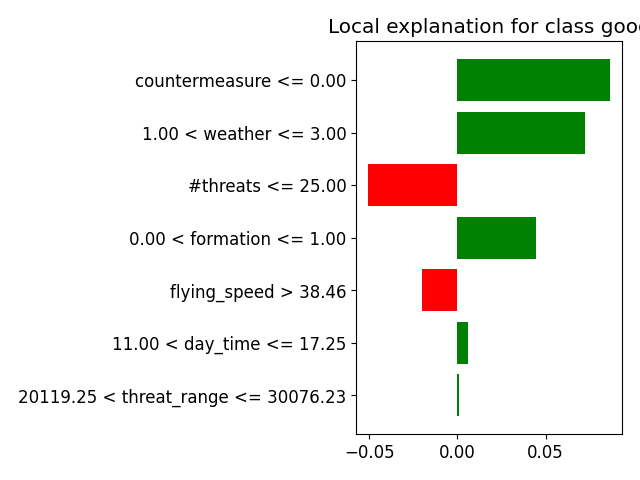 Local explanation for class goo
countermeasure <= 0.00
1.00 < weather <= 3.00
#threats <= 25.00
0.00 < formation <= 1.00
flying_speed > 38.46
11.00 < day_time <= 17.25
20119.25 < threat_range <= 30076.23
−0.05 0.00 0.05